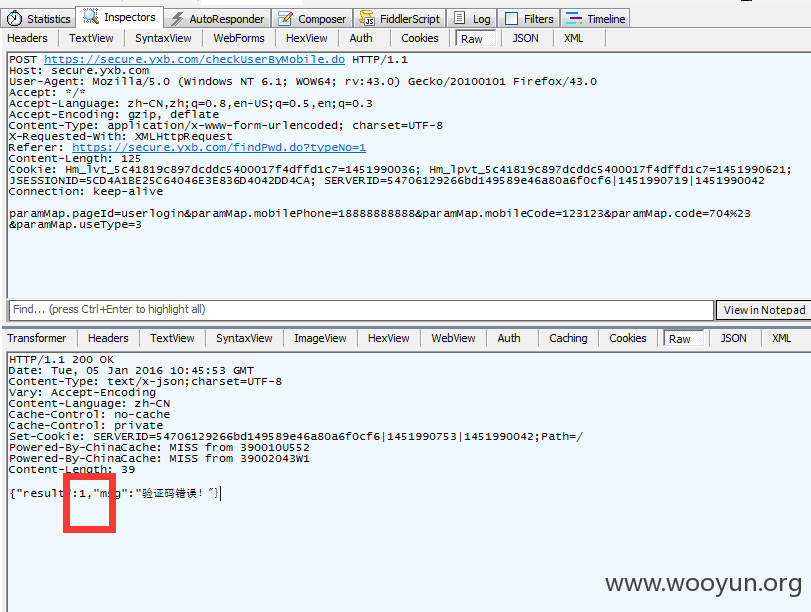 Statistics Inspectors AutoResponder Composer FiddlerScript Log Filters Timeline
Headers TextView SyntaxView WebForms HexView Auth Cookies Raw JSON XML
POST https://secure.yxb.com/checkUserByMobile.do HTTP/1.1
Host: secure.yxb.com
User-Agent: Mozilla/5.0 (Windows NT 6.1; WOW64; rv:43.0) Gecko/20100101 Firefox/43.0
Accept: */*
Accept-Language: zh-CN,zh;q=0.8,en-US;q=0.5,en;q=0.3
Accept-Encoding: gzip, deflate
Content-Type: application/x-www-form-urlencoded; charset=UTF-8
X-Requested-With: XMLHttpRequest
Referer: https://secure.yxb.com/findPwd.do?typeNo=1
Content-Length: 125
Cookie: Hm_lvt_5c41819c897dcddc5400017f4dffd1c7=1451990036; Hm_lpvt_5c41819c897dcddc5400017f4dffd1c7=1451990621;
JSESSIONID=5CD4A1BE25C64046E3E836D4042DD4CA; SERVERID=54706129266bd149589e46a80a6f0cf6|1451990719|1451990042
Connection: keep-alive
paramMap.pageId=userlogin&paramMap.mobilePhone=18888888888&paramMap.mobileCode=123123&paramMap.code=704%23
&paramMap.useType=3
Find... (press Ctrl+Enter to highlight all) View in Notepad
Transformer Headers TextView SyntaxView ImageView HexView WebView Auth Caching Cookies Raw JSON XML
HTTP/1.1 200 OK
Date: Tue, 05 Jan 2016 10:45:53 GMT
Content-Type: text/x-json;charset=UTF-8
Vary: Accept-Encoding
Content-Language: zh-CN
Cache-Control: no-cache
Cache-Control: private
Set-Cookie: SERVERID=54706129266bd149589e46a80a6f0cf6|1451990753|1451990042;Path=/
Powered-By-ChinaCache: MISS from 390010U552
Powered-By-ChinaCache: MISS from 39002043W1
Content-Length: 39
{"result":1,"msg":"验证码错误！"}
www.wooyun.org